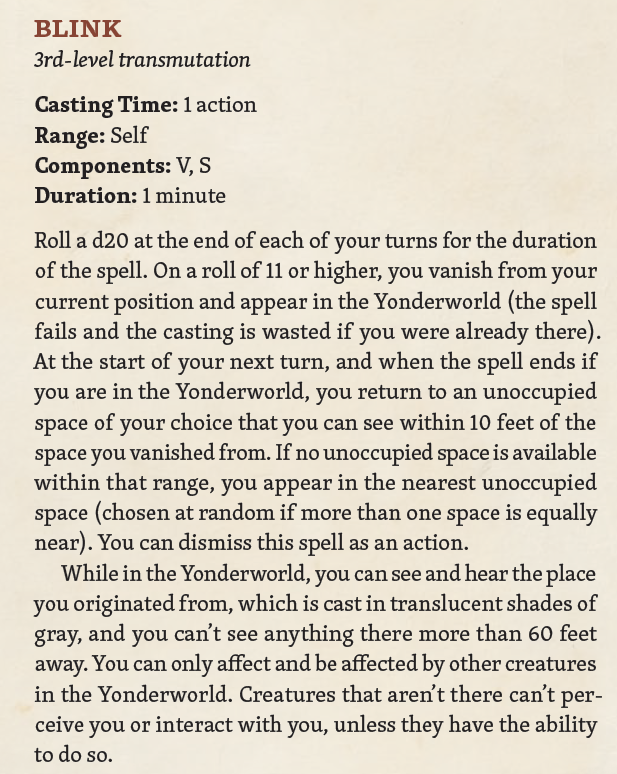 BLINK
3rd-level transmutation
Casting Time: 1 action
Range: Self
Components: V, S
Duration: 1 minute
Roll a d20 at the end of each of your turns for the duration
of the spell. On a roll of 11 or higher, you vanish from your
current position and appear in the Yonderworld (the spell
fails and the casting is wasted if you were already there).
At the start of your next turn, and when the spell ends if
you are in the Yonderworld, you return to an unoccupied
space of your choice that you can see within 10 feet of the
space you vanished from. If no unoccupied space is available
within that range, you appear in the nearest unoccupied
space (chosen at random if more than one space is equally
near). You can dismiss this spell as an action.
While in the Yonderworld, you can see and hear the place
you originated from, which is cast in translucent shades of
gray, and you can’t see anything there more than 60 feet
away. You can only affect and be affected by other creatures
in the Yonderworld. Creatures that aren’t there can’t per-
ceive you or interact with you, unless they have the ability
to do so.